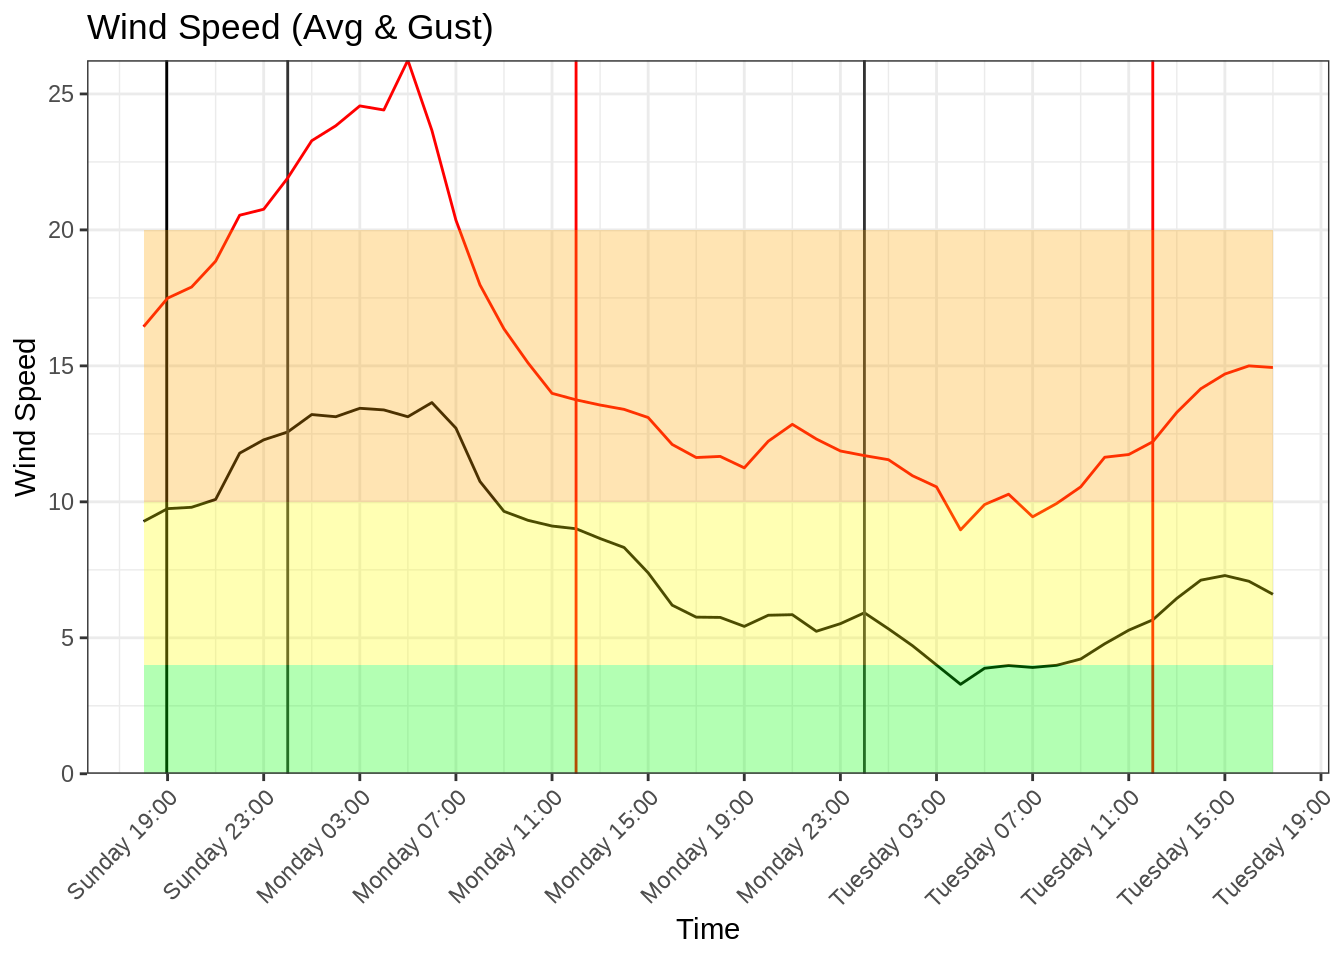 Wind Speed (Avg & Gust)
Wind Speed
25
20
15
10
5
0
Sunday 19:00
Sunday 23:00
Monday 03:00
Monday 07:00
Monday 11:00
Monday 15:00
Monday 19:00
Monday 23:00
Tuesday 03:00
Tuesday 07:00
Tuesday 11:00
Tuesday 15:00
Tuesday 19:00
Time